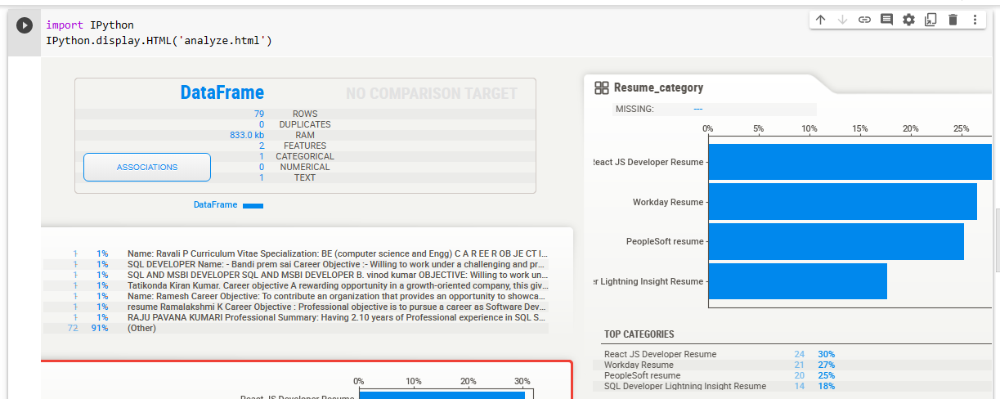 import IPython
IPython.display.HTML('analyze.html')
DataFrame
NO COMPARISON TARGET
79 ROWS
0 DUPLICATES
833.0 kb RAM
2 FEATURES
1 CATEGORICAL
0 NUMERICAL
1 TEXT
ASSOCIATIONS
DataFrame
1 1% Name: Ravali P Curriculum Vitae Specialization: BE (computer science and Engg) C A R EE R OB JE CT I...
1 1% SQL DEVELOPER Name: - Bandi prem sai Career Objective :- Willing to work under a challenging and pr...
1 1% SQL AND MSBI DEVELOPER SQL AND MSBI DEVELOPER B. vinod kumar OBJECTIVE: Willing to work un...
1 1% Tatikonda Kiran Kumar. Career objective A rewarding opportunity in a growth-oriented company, this giv...
1 1% Name: Ramesh Career Objective: To contribute an organization that provides an opportunity to showca...
1 1% resume Ramalakshmi K Career Objective : Professional objective is to pursue a career as Software Dev...
1 1% RAJU PAVANA KUMARI Professional Summary: Having 2.10 years of Professional experience in SQL S...
72 91% (Other)
0% 10% 20% 30%
React JS Developer Resume
Resume_category
MISSING: ---
0% 5% 10% 15% 20% 25%
React JS Developer Resume
Workday Resume
PeopleSoft resume
er Lightning Insight Resume
TOP CATEGORIES
React JS Developer Resume 24 30%
Workday Resume 21 27%
PeopleSoft resume 20 25%
SQL Developer Lightning Insight Resume 14 18%